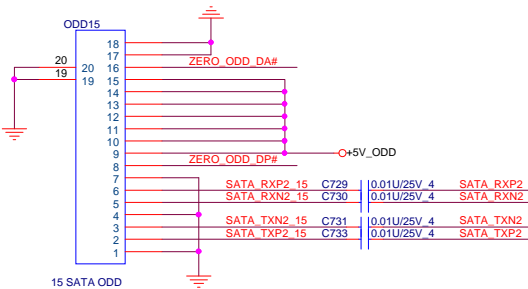 ODD15
18
17
20 20 16 ZERO_ODD_DA#
19 19 15
14
13
12
11
10
9 +5V_ODD
8 ZERO_ODD_DP#
7
6 SATA_RXP2_15 C729 0.01U/25V_4 SATA_RXP2
5 SATA_RXN2_15 C730 0.01U/25V_4 SATA_RXN2
4
3 SATA_TXN2_15 C731 0.01U/25V_4 SATA_TXN2
2 SATA_TXP2_15 C733 0.01U/25V_4 SATA_TXP2
1
15 SATA ODD